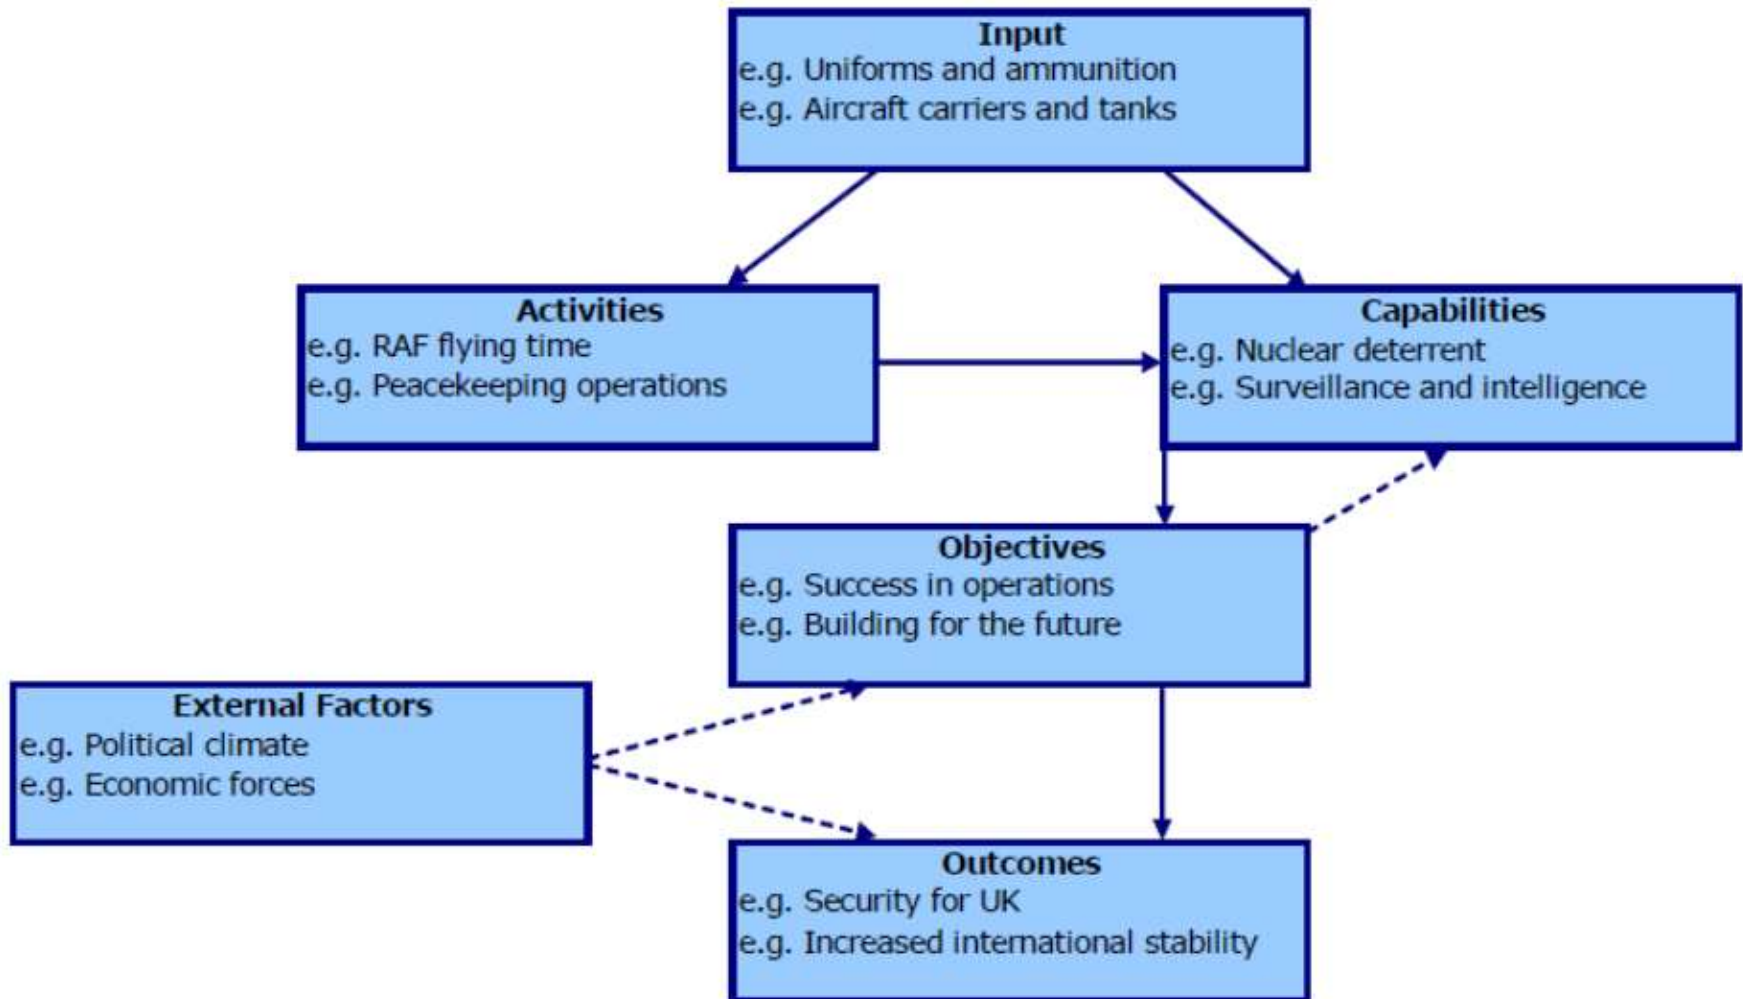 Input
e.g. Uniforms and ammunition
e.g. Aircraft carriers and tanks
Activities
e.g. RAF flying time
e.g. Peacekeeping operations
Capabilities
e.g. Nuclear deterrent
e.g. Surveillance and intelligence
Objectives
e.g. Success in operations
e.g. Building for the future
External Factors
e.g. Political climate
e.g. Economic forces
Outcomes
e.g. Security for UK
e.g. Increased international stability